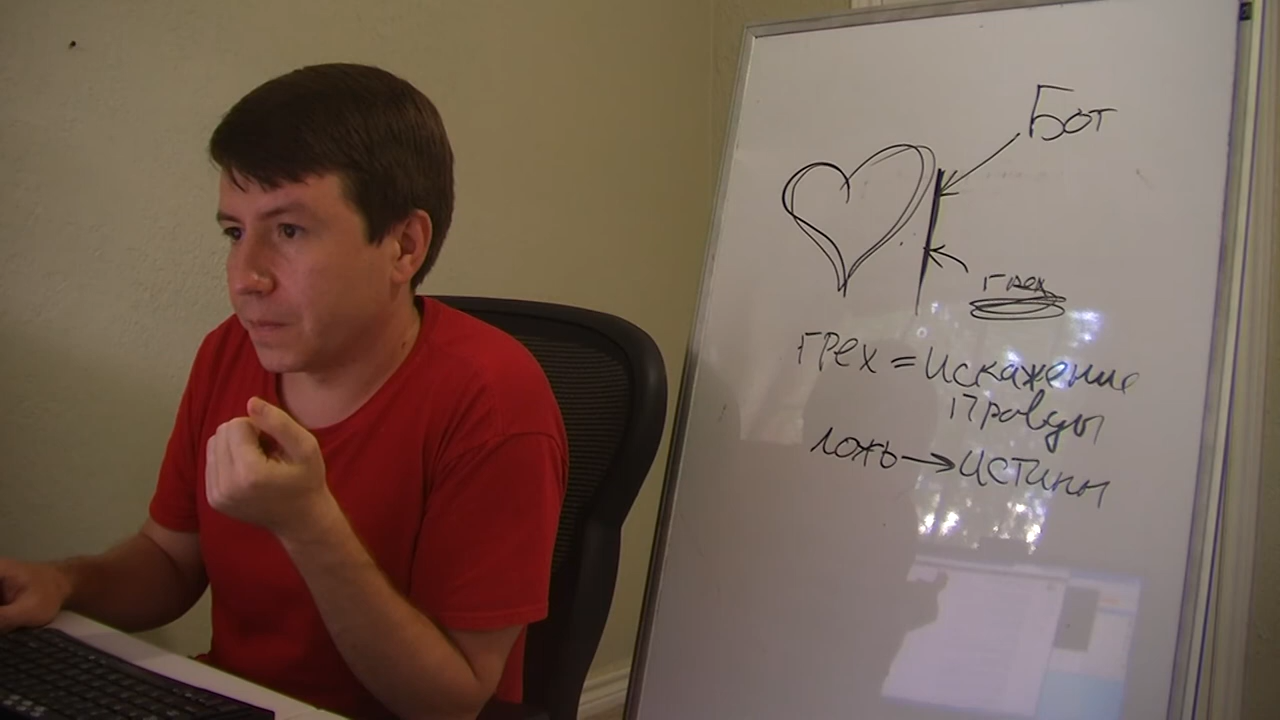 Бог
грех
грех = Искажение
правды
ложь → истины